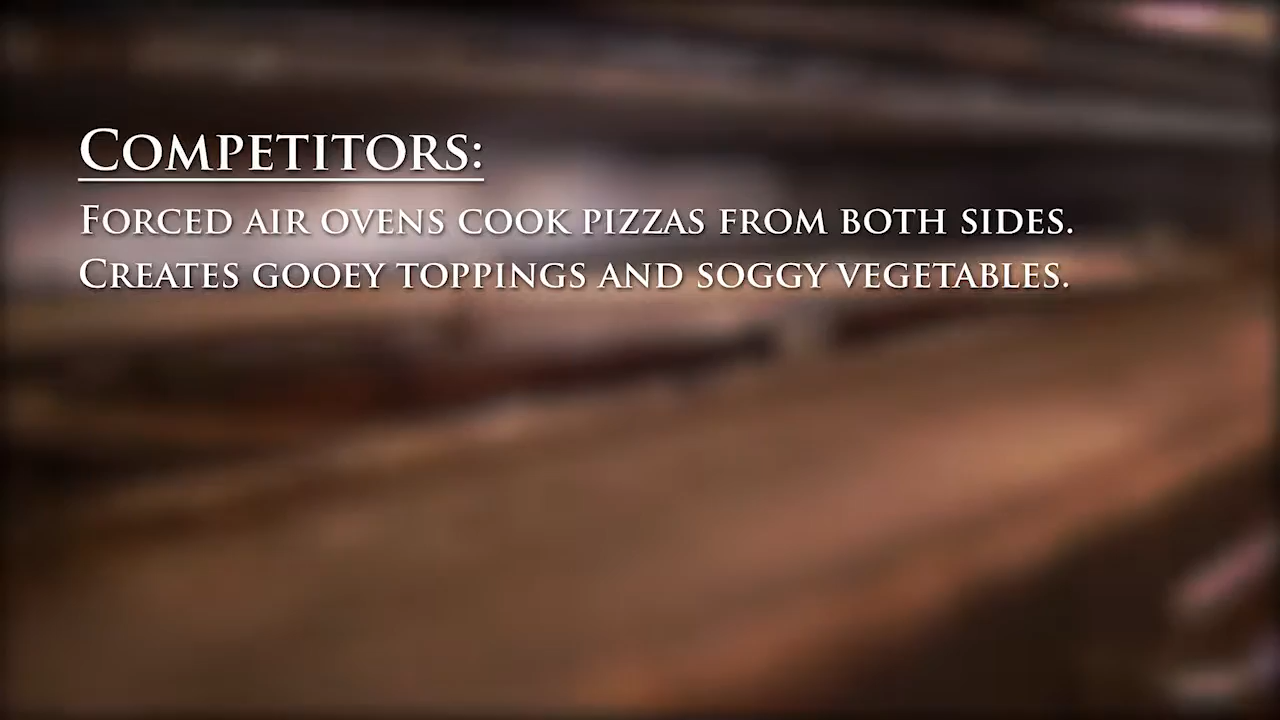 Competitors:
Forced air ovens cook pizzas from both sides.
Creates gooey toppings and soggy vegetables.